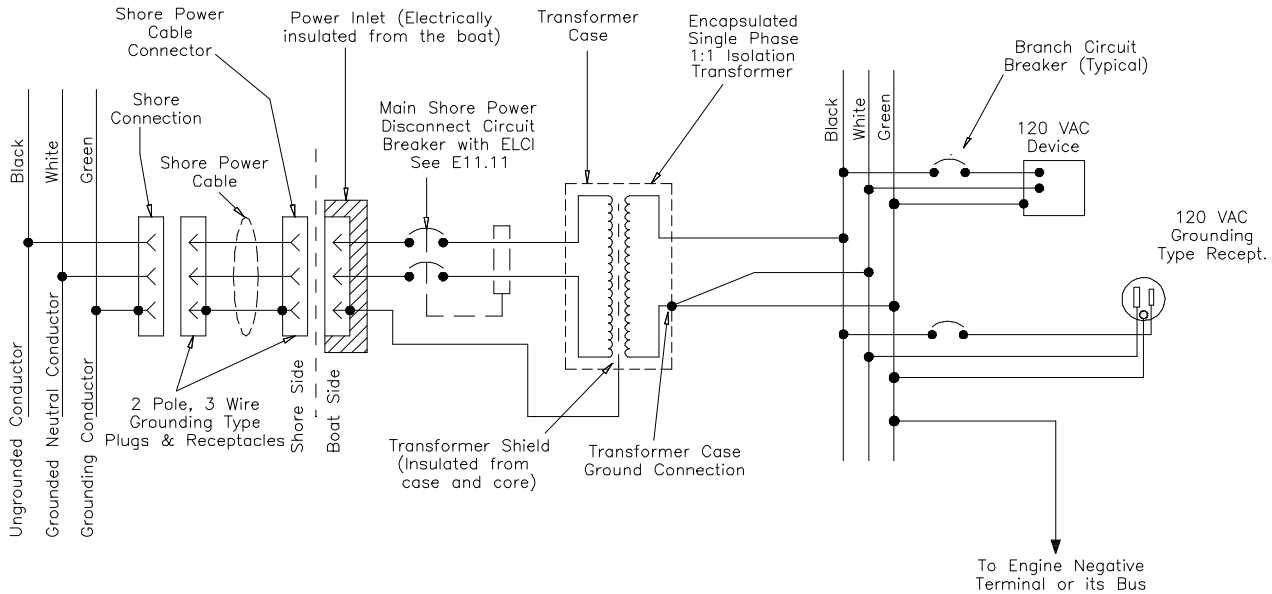 Shore Power
Cable
Connector
Power Inlet (Electrically
insulated from the boat)
Transformer
Case
Encapsulated
Single Phase
1:1 Isolation
Transformer
Branch Circuit
Breaker (Typical)
Shore
Connection
Main Shore Power
Disconnect Circuit
Breaker with ELCI
See E11.11
Shore Power
Cable
Black
White
Green
Black
White
Green
120 VAC
Device
120 VAC
Grounding
Type Recept.
Ungrounded Conductor
Grounded Neutral Conductor
Grounding Conductor
2 Pole, 3 Wire
Grounding Type
Plugs & Receptacles
Shore Side
Boat Side
Transformer Shield
(Insulated from
case and core)
Transformer Case
Ground Connection
To Engine Negative
Terminal or its Bus